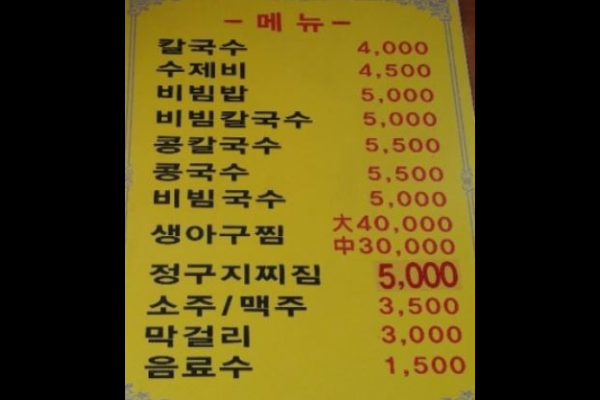 - 메뉴 -
칼국수 4,000
수제비 4,500
비빔밥 5,000
비빔칼국수 5,000
콩칼국수 5,500
콩국수 5,500
비빔국수 5,000
생아구찜 大40,000
中30,000
정구지찌짐 5,000
소주/맥주 3,500
막걸리 3,000
음료수 1,500